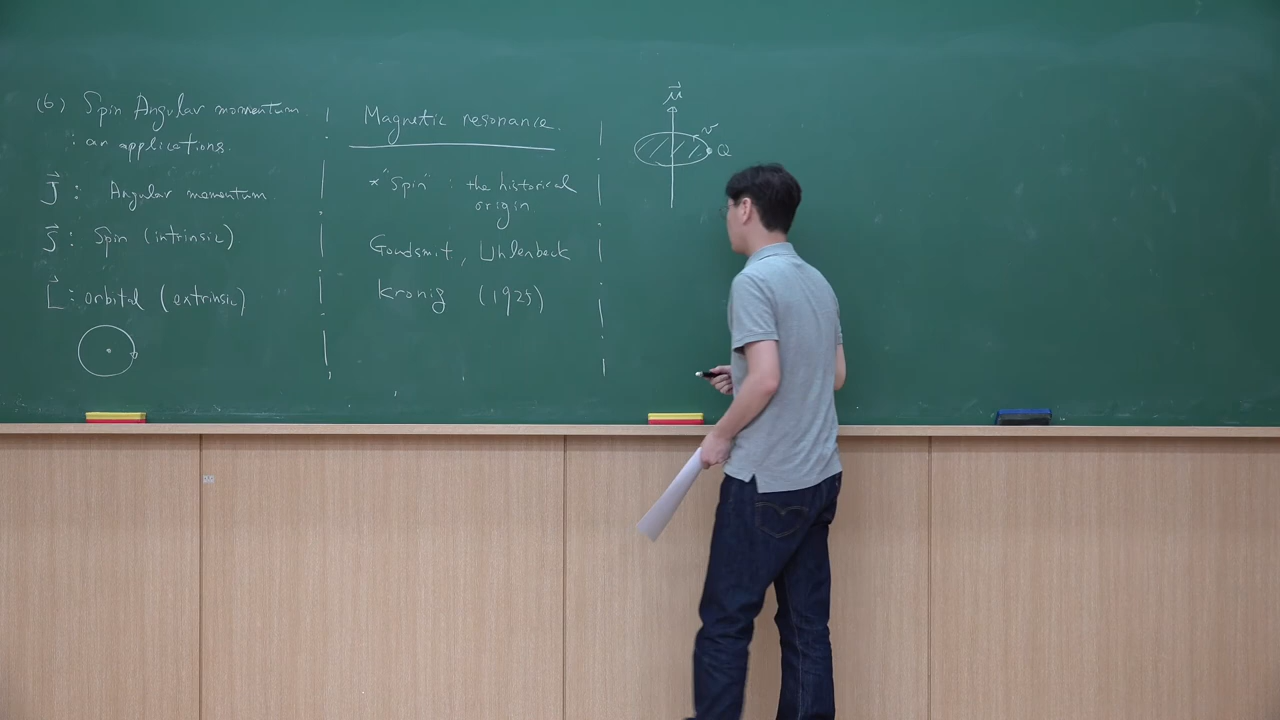 (6) Spin Angular momentum
: an applications.
J⃗ : Angular momentum
S⃗ : Spin (intrinsic)
L⃗ : orbital (extrinsic)
Magnetic resonance.
* "Spin" : the historical
origin
Goudsmit, Uhlenbeck
Kronig (1925)
μ⃗
v
Q